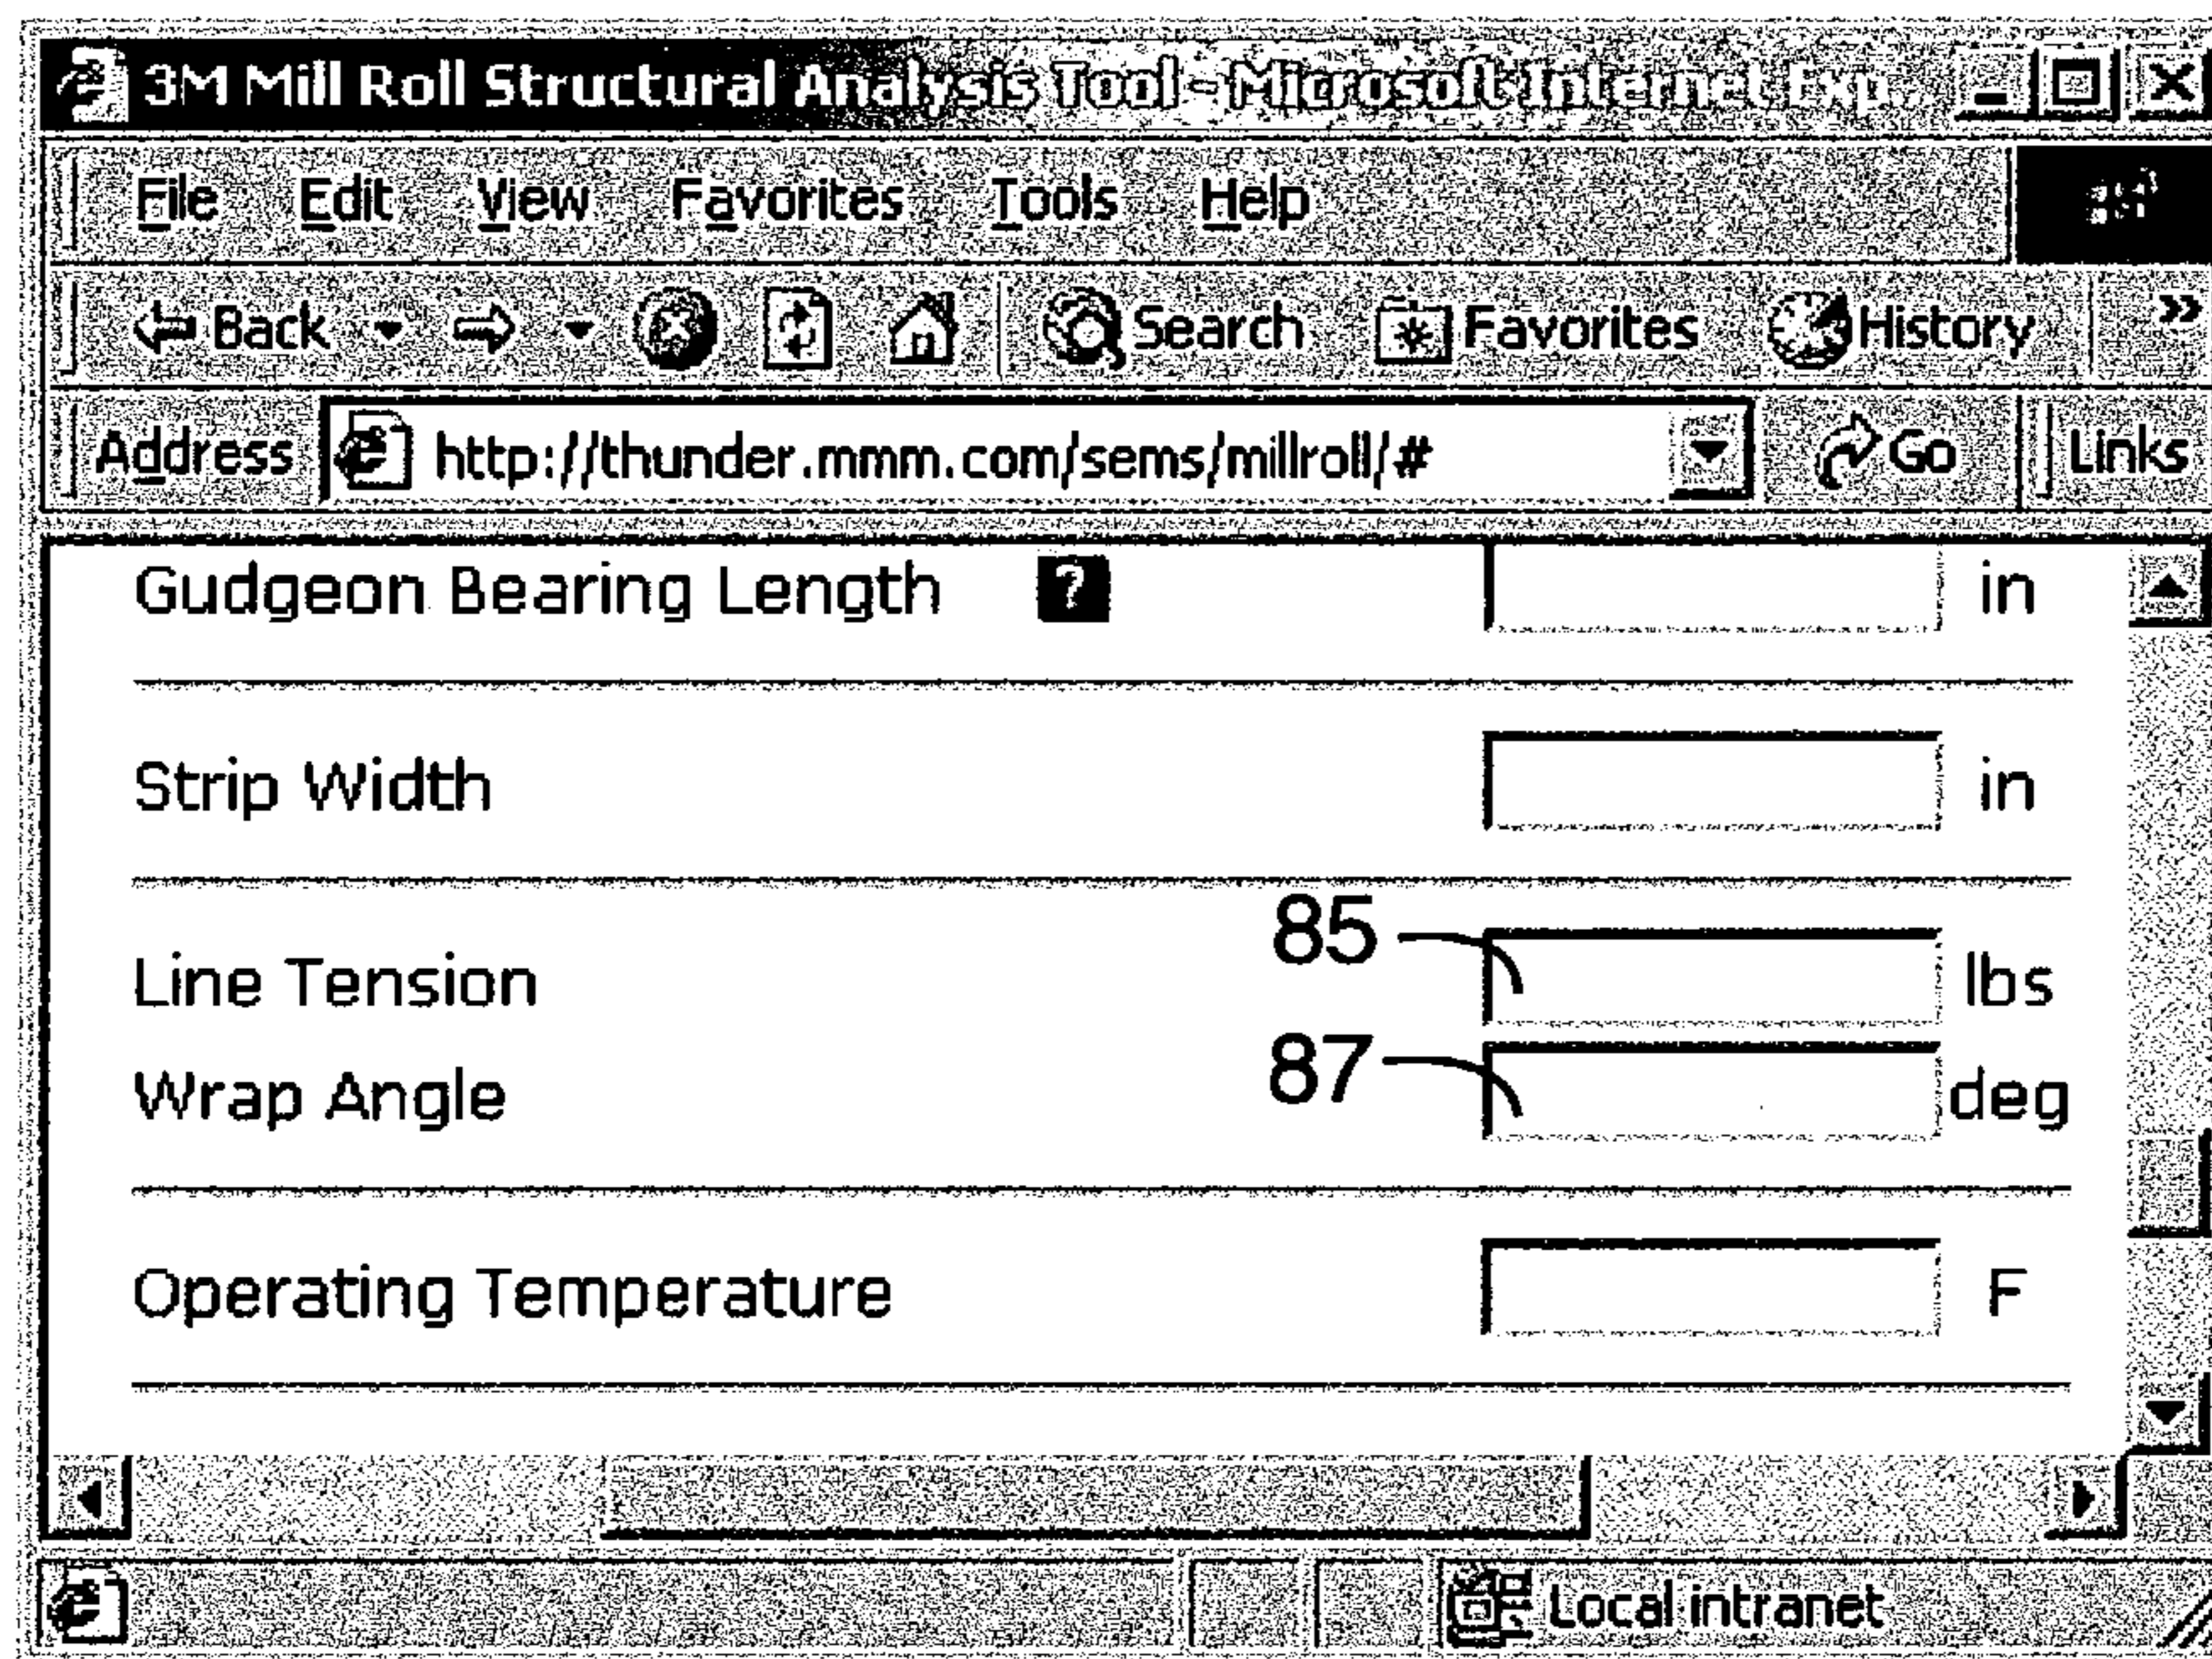 3M Mill Roll Structural Analysis Tool - Microsoft Internet Exp..
File Edit View Favorites Tools Help
Back Search Favorites History »
Address http://thunder.mmm.com/sems/millroll/# Go Links
Gudgeon Bearing Length ? in
Strip Width in
85
Line Tension lbs
87
Wrap Angle deg
Operating Temperature F
Local intranet